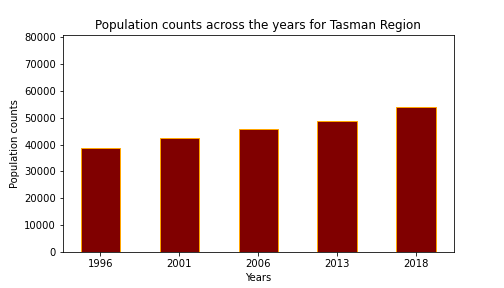 Population counts across the years for Tasman Region
80000
70000
60000
50000
40000
30000
20000
10000
0
Population counts
1996 2001 2006 2013 2018
Years